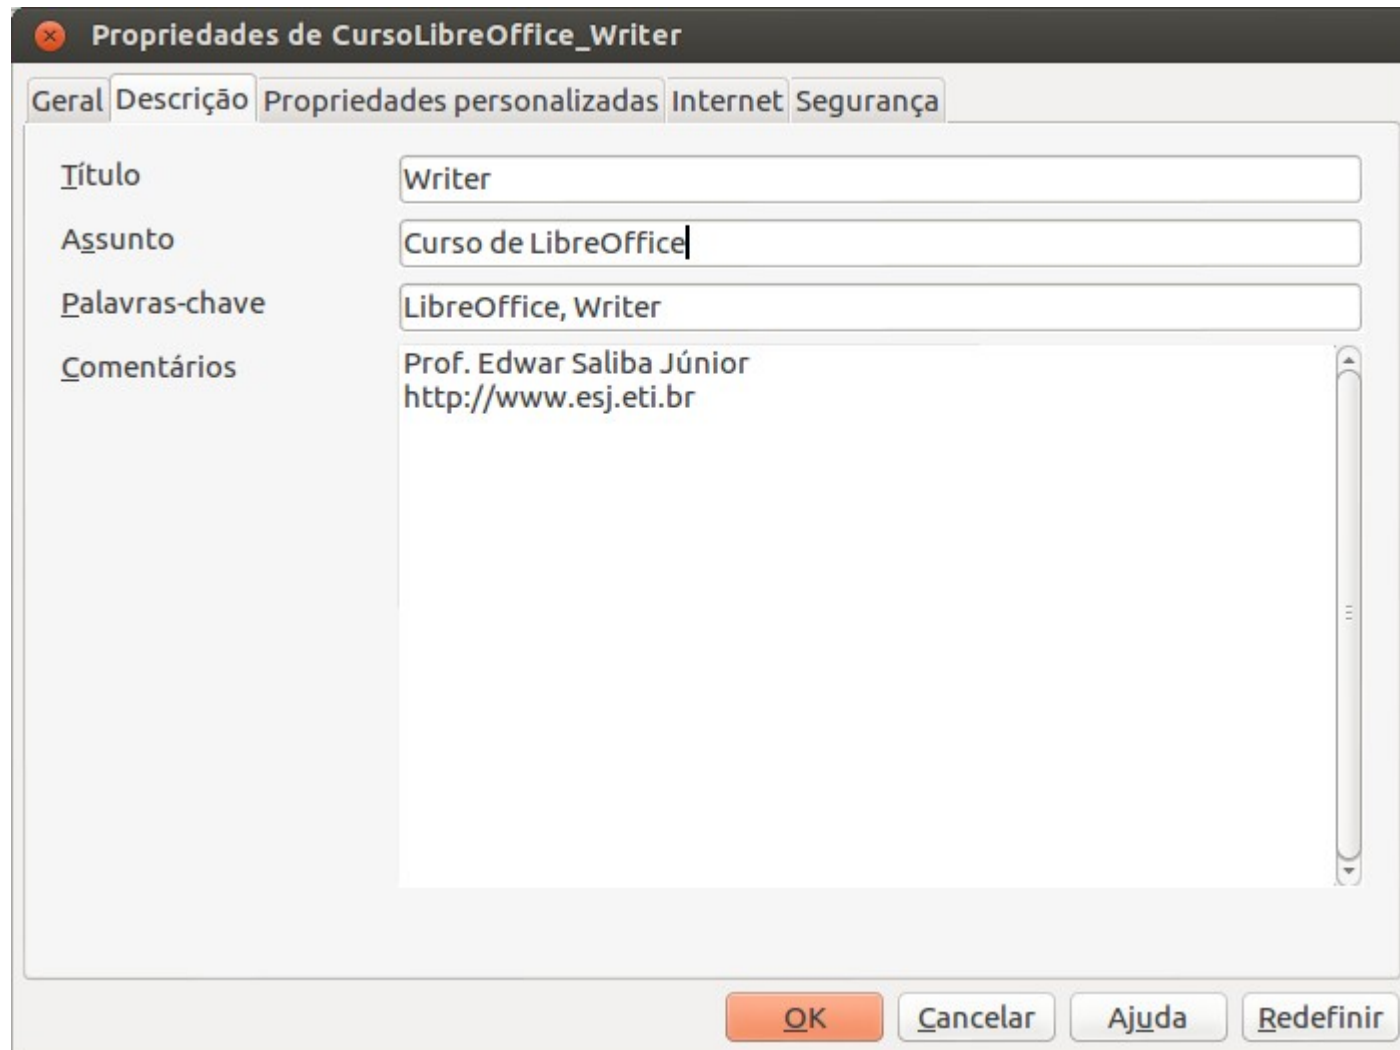 Propriedades de CursoLibreOffice_Writer
Geral Descrição Propriedades personalizadas Internet Segurança
Título Writer
Assunto Curso de LibreOffice
Palavras-chave LibreOffice, Writer
Comentários Prof. Edwar Saliba Júnior
http://www.esj.eti.br
OK Cancelar Ajuda Redefinir